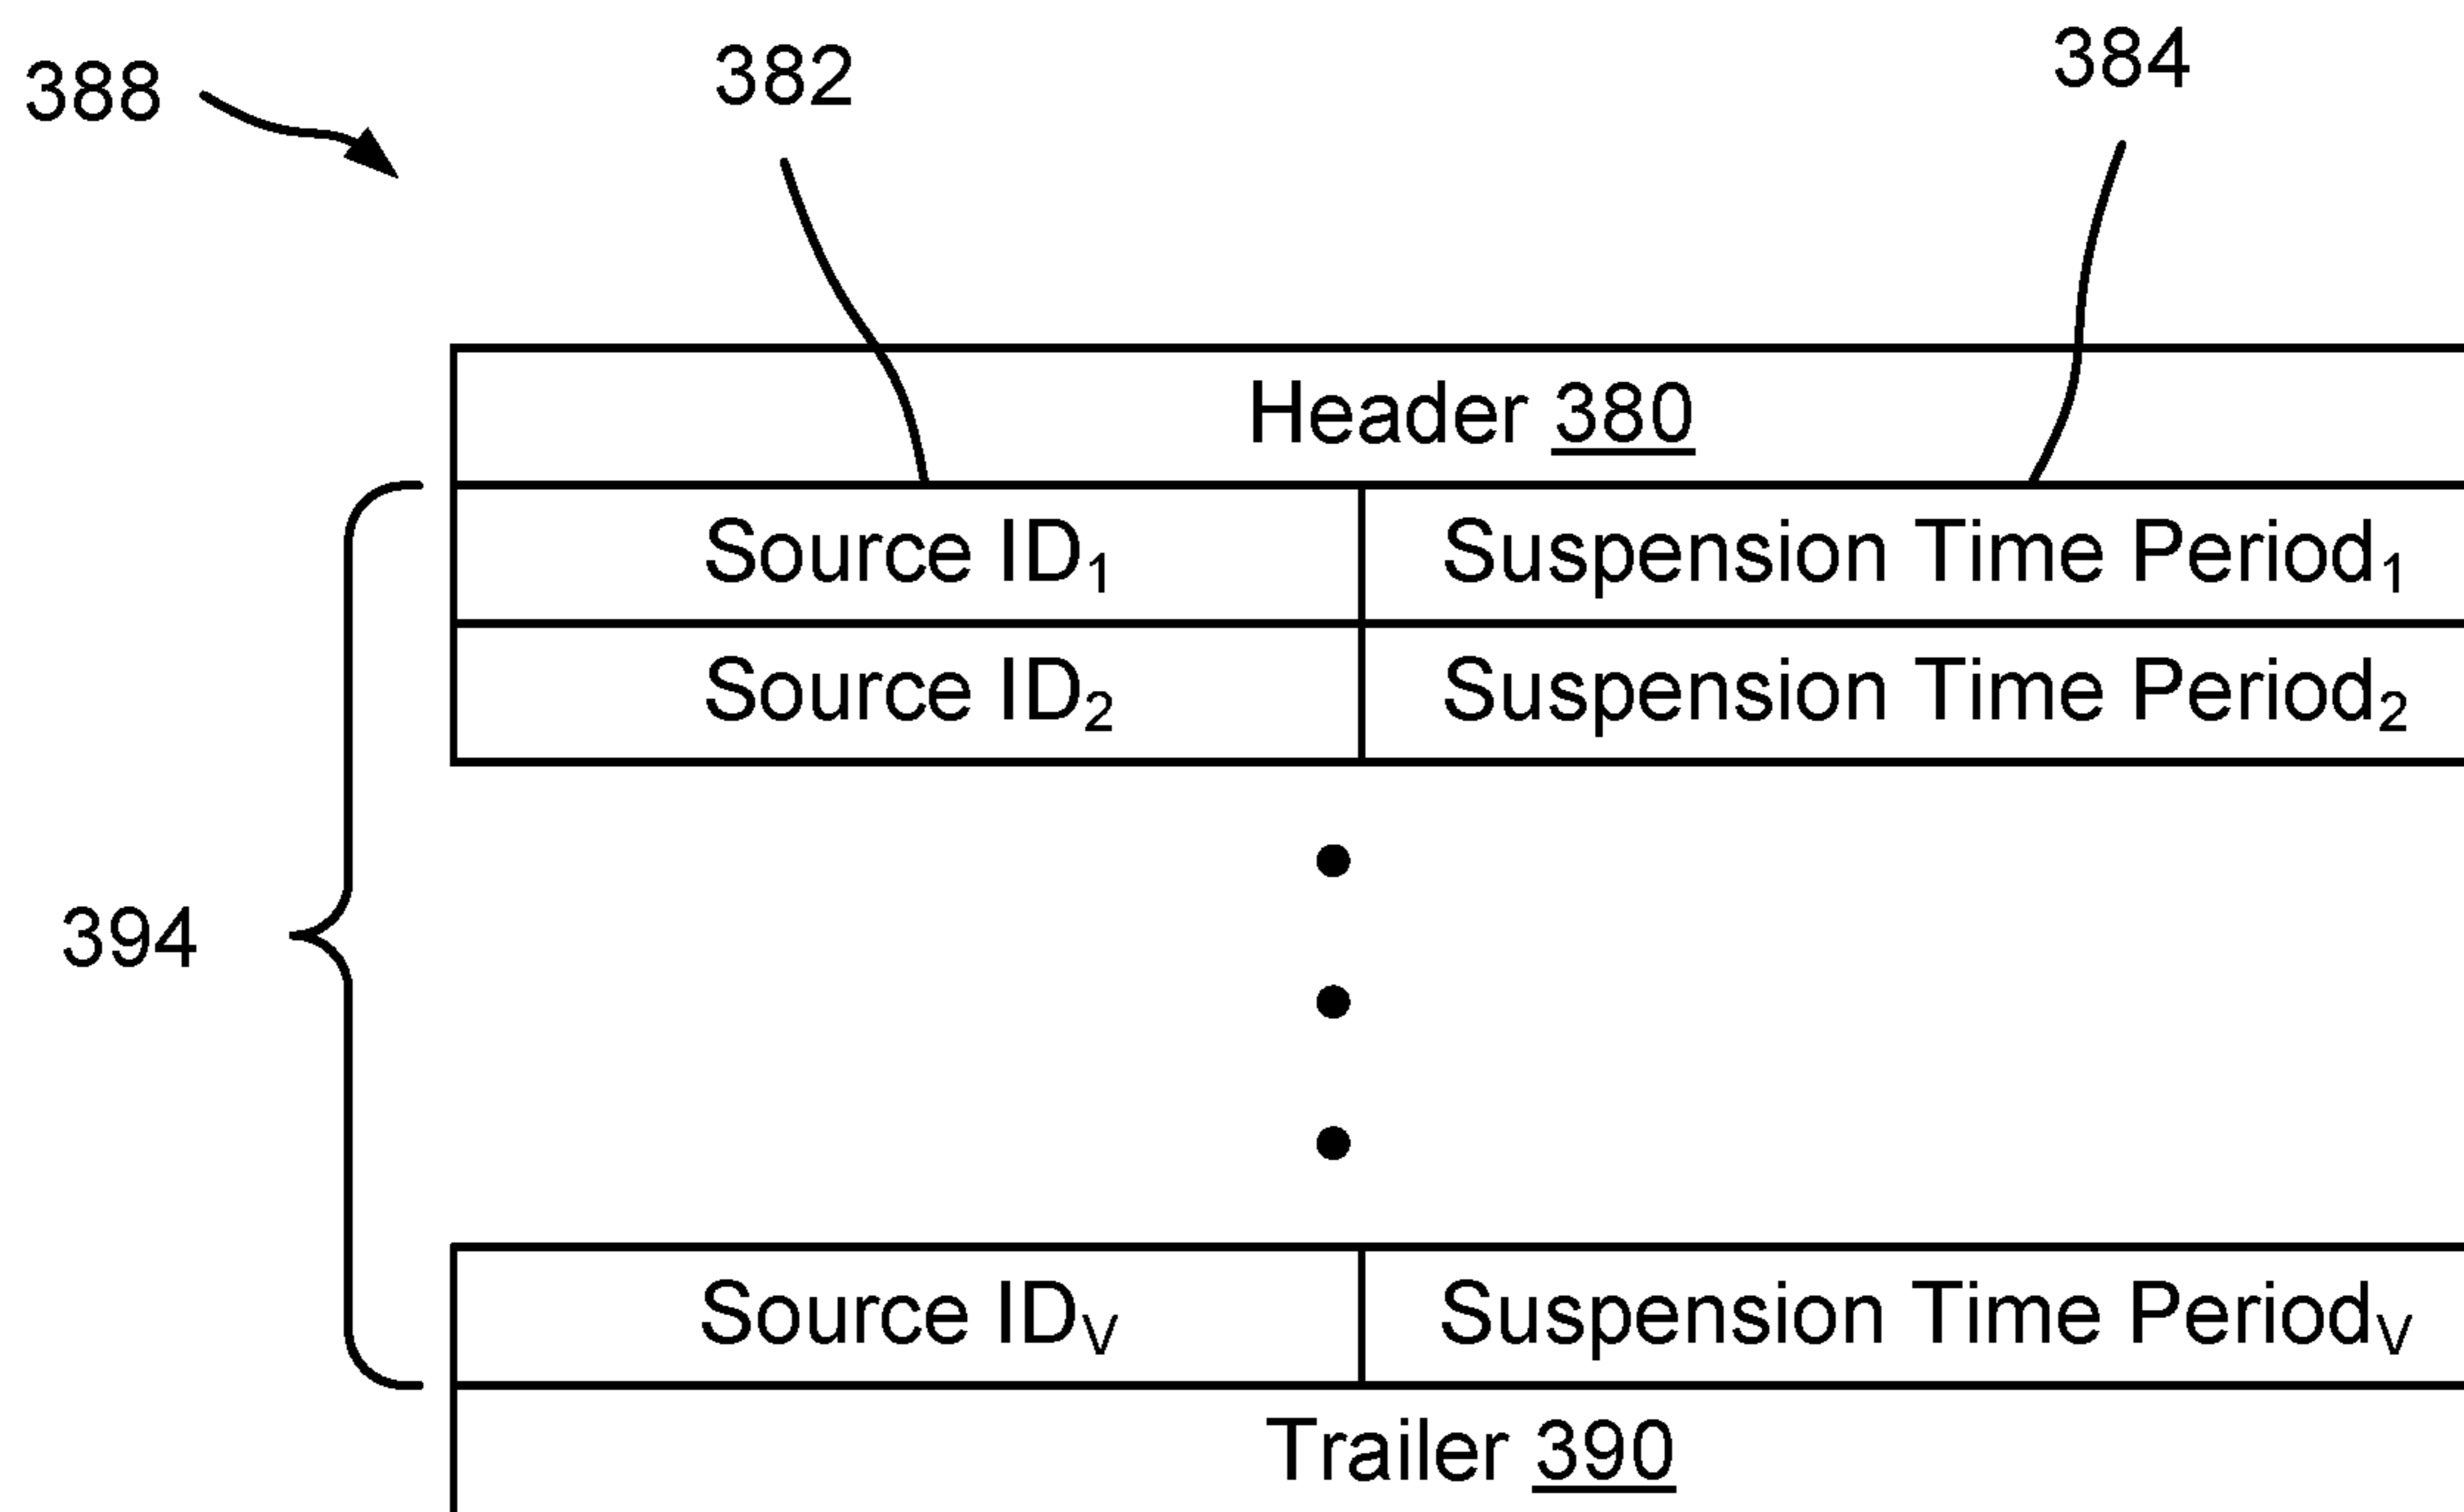 388 382 384
Header 380
Source ID₁ Suspension Time Period₁
Source ID₂ Suspension Time Period₂
394
Source IDᵥ Suspension Time Periodᵥ
Trailer 390